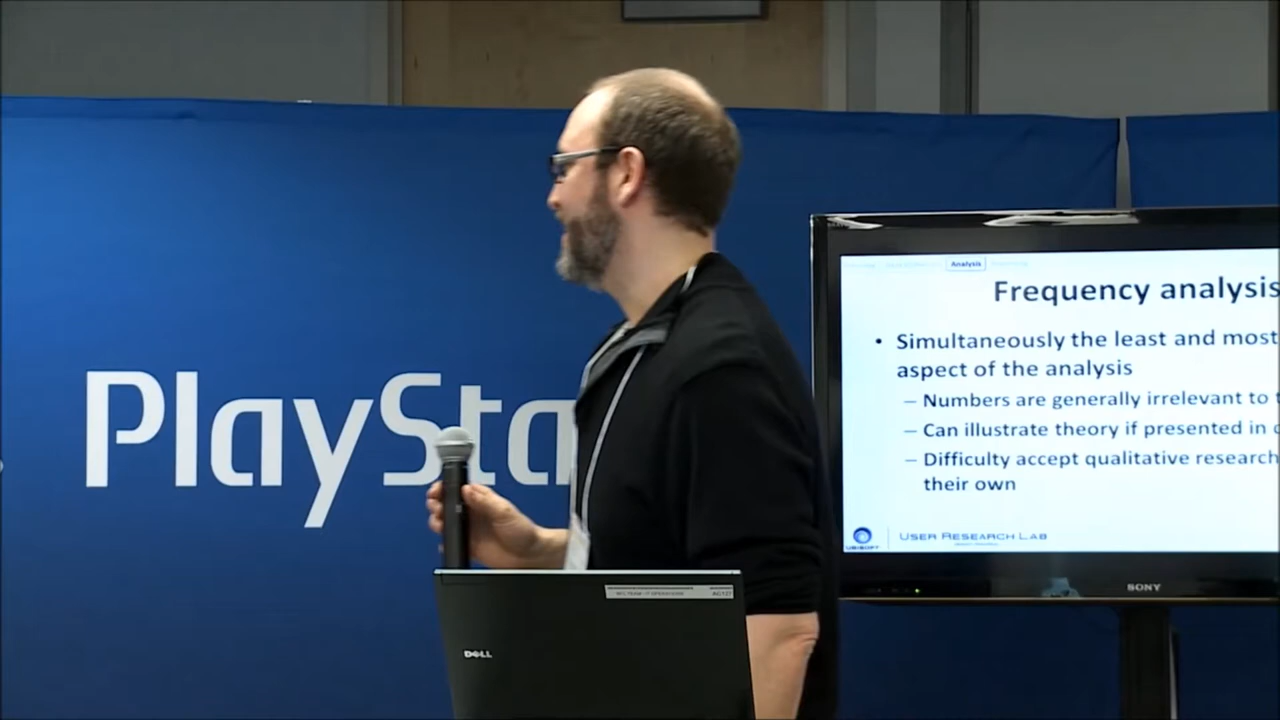 PlaySta
Analysis
Frequency analysis
• Simultaneously the least and most
aspect of the analysis
– Numbers are generally irrelevant to
– Can illustrate theory if presented in
– Difficulty accept qualitative research
their own
UBISOFT
USER RESEARCH LAB
SONY
DELL